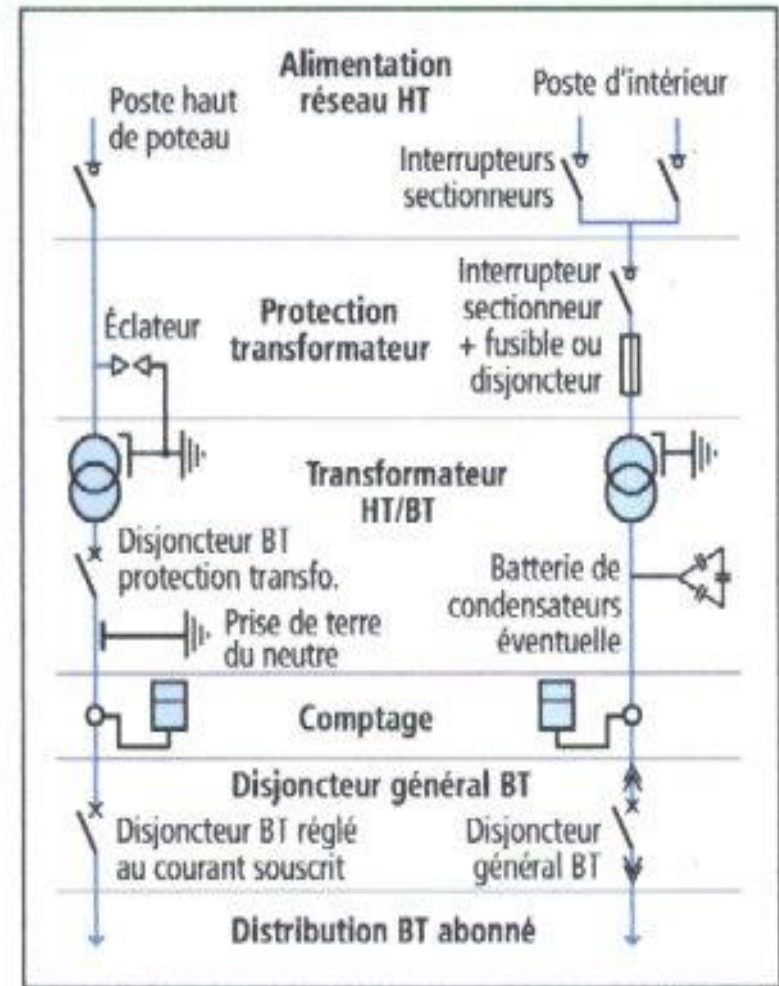 Alimentation
réseau HT
Poste haut
de poteau
Poste d'intérieur
Interrupteurs
sectionneurs
Éclateur
Protection
transformateur
Interrupteur
sectionneur
+ fusible ou
disjoncteur
Transformateur
HT/BT
Disjoncteur BT
protection transfo.
Prise de terre
du neutre
Batterie de
condensateurs
éventuelle
Comptage
Disjoncteur général BT
Disjoncteur BT réglé
au courant souscrit
Disjoncteur
général BT
Distribution BT abonné